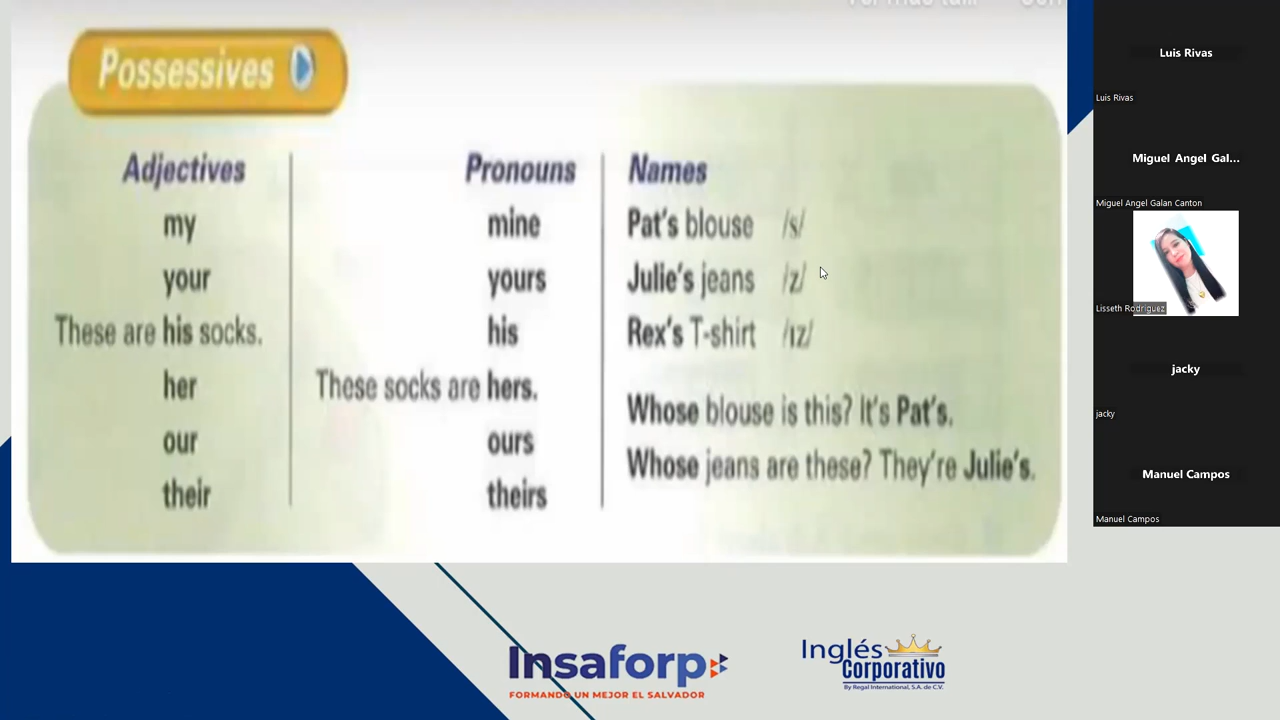 Possessives
Adjectives
my
your
These are his socks.
her
our
their
Pronouns
mine
yours
his
These socks are hers.
ours
theirs
Names
Pat's blouse /s/
Julie's jeans /z/
Rex's T-shirt /ɪz/
Whose blouse is this? It's Pat's.
Whose jeans are these? They're Julie's.
Insaforp
FORMANDO UN MEJOR EL SALVADOR
Inglés
Corporativo
By Regal International, S.A. de C.V.
Luis Rivas
Luis Rivas
Miguel Angel Gal...
Miguel Angel Galan Canton
Lisseth Rodriguez
jacky
jacky
Manuel Campos
Manuel Campos